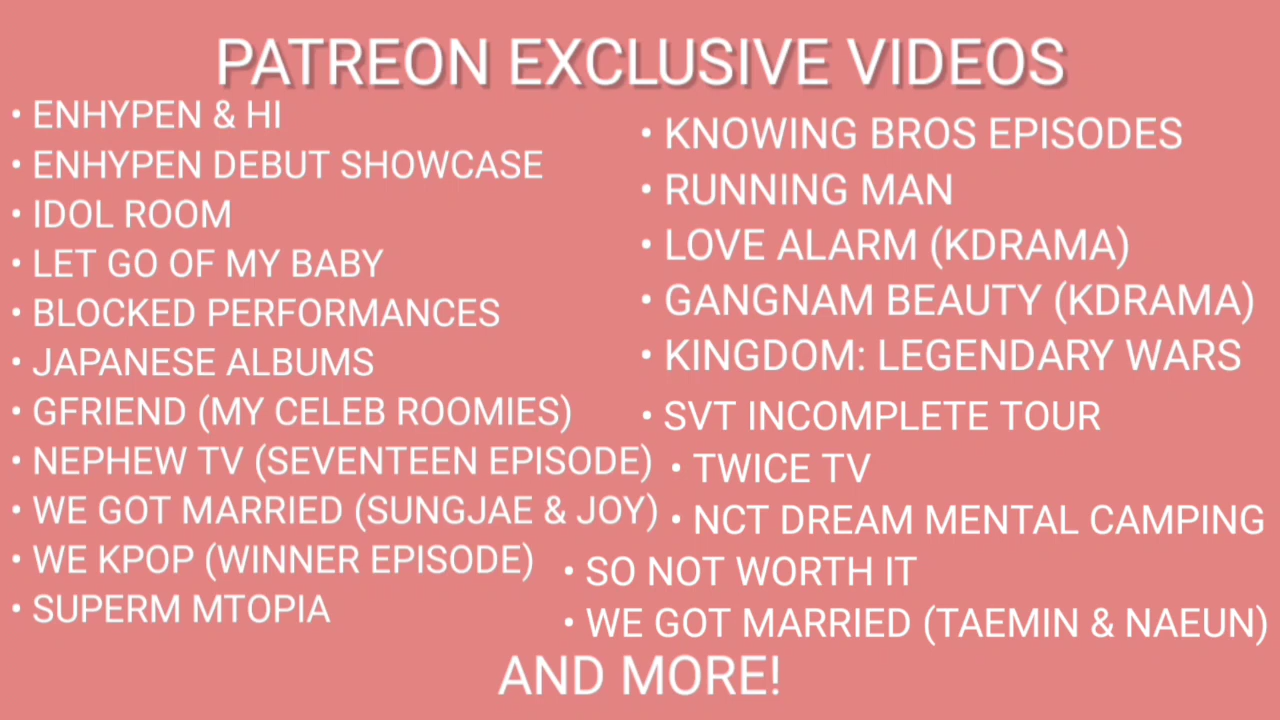 PATREON EXCLUSIVE VIDEOS
• ENHYPEN & HI
• ENHYPEN DEBUT SHOWCASE
• IDOL ROOM
• LET GO OF MY BABY
• BLOCKED PERFORMANCES
• JAPANESE ALBUMS
• GFRIEND (MY CELEB ROOMIES)
• NEPHEW TV (SEVENTEEN EPISODE)
• WE GOT MARRIED (SUNGJAE & JOY)
• WE KPOP (WINNER EPISODE)
• SUPERM MTOPIA
• KNOWING BROS EPISODES
• RUNNING MAN
• LOVE ALARM (KDRAMA)
• GANGNAM BEAUTY (KDRAMA)
• KINGDOM: LEGENDARY WARS
• SVT INCOMPLETE TOUR
• TWICE TV
• NCT DREAM MENTAL CAMPING
• SO NOT WORTH IT
• WE GOT MARRIED (TAEMIN & NAEUN)
AND MORE!